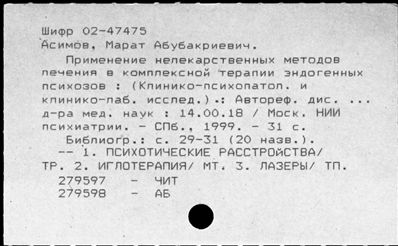 Шифр 02-47475
Асимов, Марат Абубакриевич.
Применение нелекарственных методов
лечения в комплексной терапии эндогенных
психозов : (Клинико-психопатол. и
клинико-лаб. исслед.).: Автореф. дис. ...
д-ра мед. наук : 14.00.18 / Моск. НИИ
психиатрии. - СПб., 1999. - 31 с.
Библиогр.: с. 29-31 (20 назв.).
-- 1. ПСИХОТИЧЕСКИЕ РАССТРОйСТВА/
ТР. 2. ИГЛОТЕРАПИЯ/ МТ. 3. ЛАЗЕРЫ/ ТП.
279597 - ЧИТ
279598 - АБ